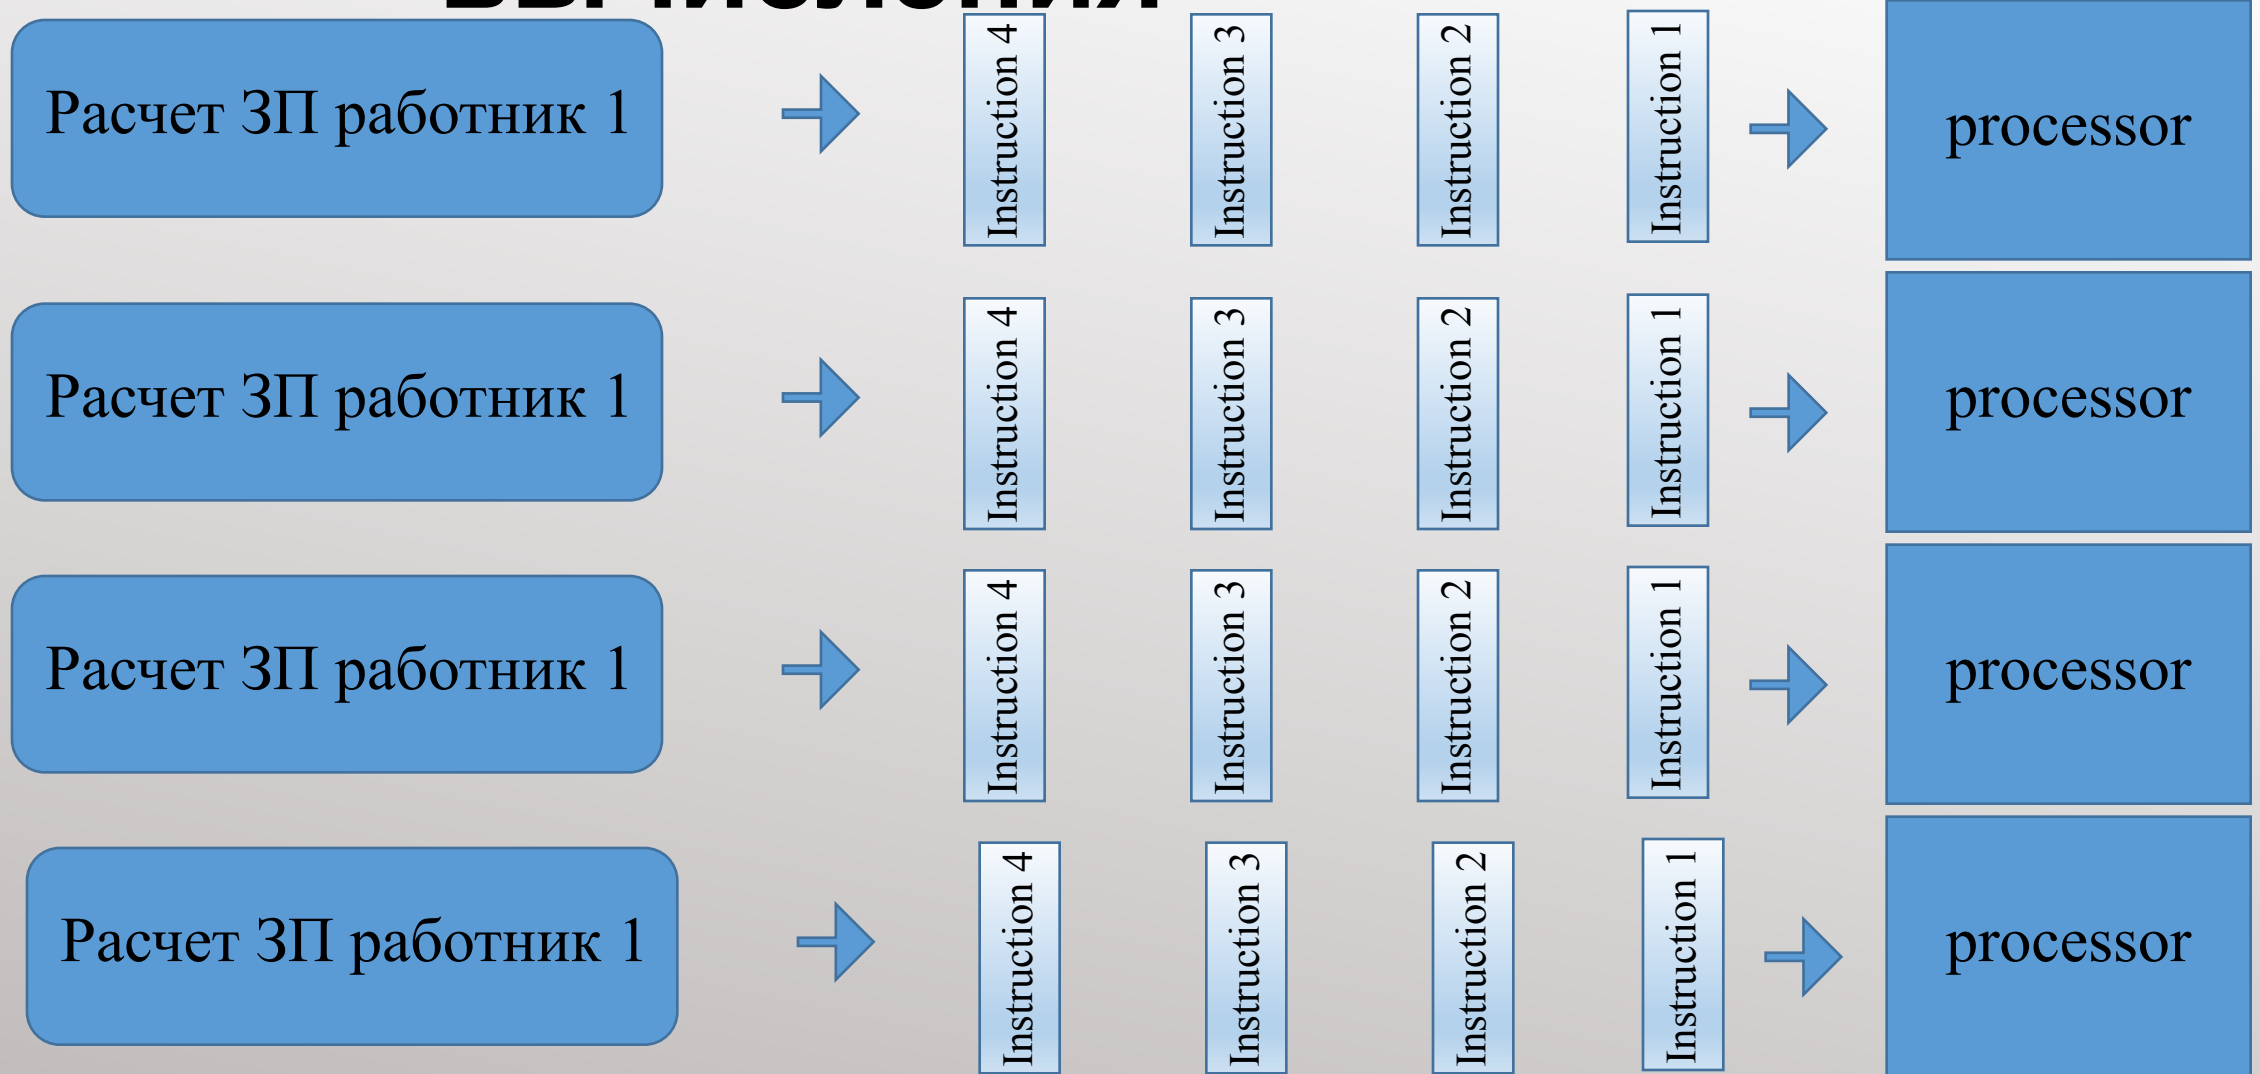 Расчет ЗП работник 1
Instruction 4
Instruction 3
Instruction 2
Instruction 1
processor
Расчет ЗП работник 1
Instruction 4
Instruction 3
Instruction 2
Instruction 1
processor
Расчет ЗП работник 1
Instruction 4
Instruction 3
Instruction 2
Instruction 1
processor
Расчет ЗП работник 1
Instruction 4
Instruction 3
Instruction 2
Instruction 1
processor